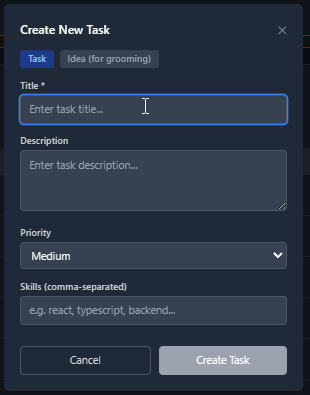 Create New Task
Task Idea (for grooming)
Title *
Enter task title...
Description
Enter task description...
Priority
Medium
Skills (comma-separated)
e.g. react, typescript, backend...
Cancel Create Task